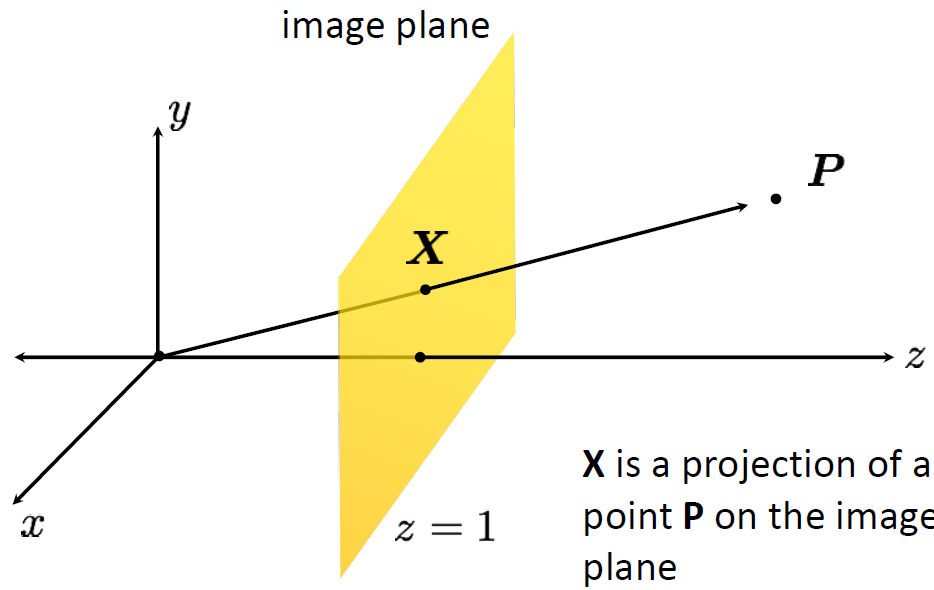 image plane
y
P
X
z
X is a projection of a
point P on the image
plane
z = 1
x